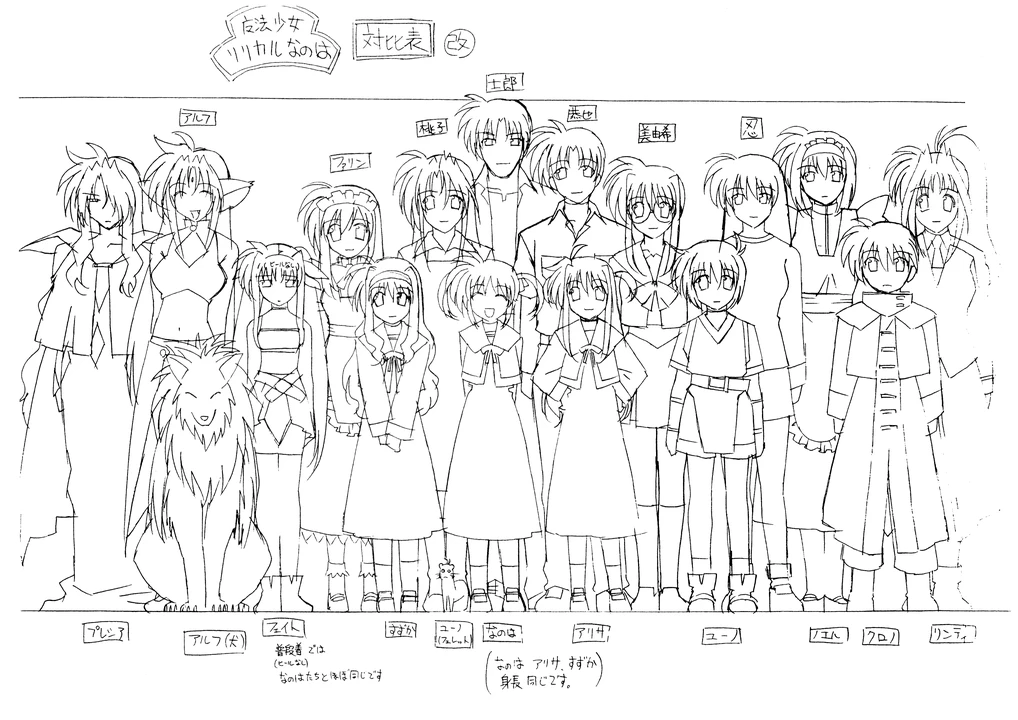 魔法少女
リリカルなのは
対比表
改
士郎
アルフ
桃子
恭也
美由希
忍
ファリン
ヒールなし
プレシア
アルフ(犬)
フェイト
普段着では
(ヒールなし)
なのはたちとほぼ同じです
すずか
ユーノ
(フェレット)
なのは
アリサ
(なのは アリサ、すずか
身長同じです。)
ユーノ
ノエル
クロノ
リンディ